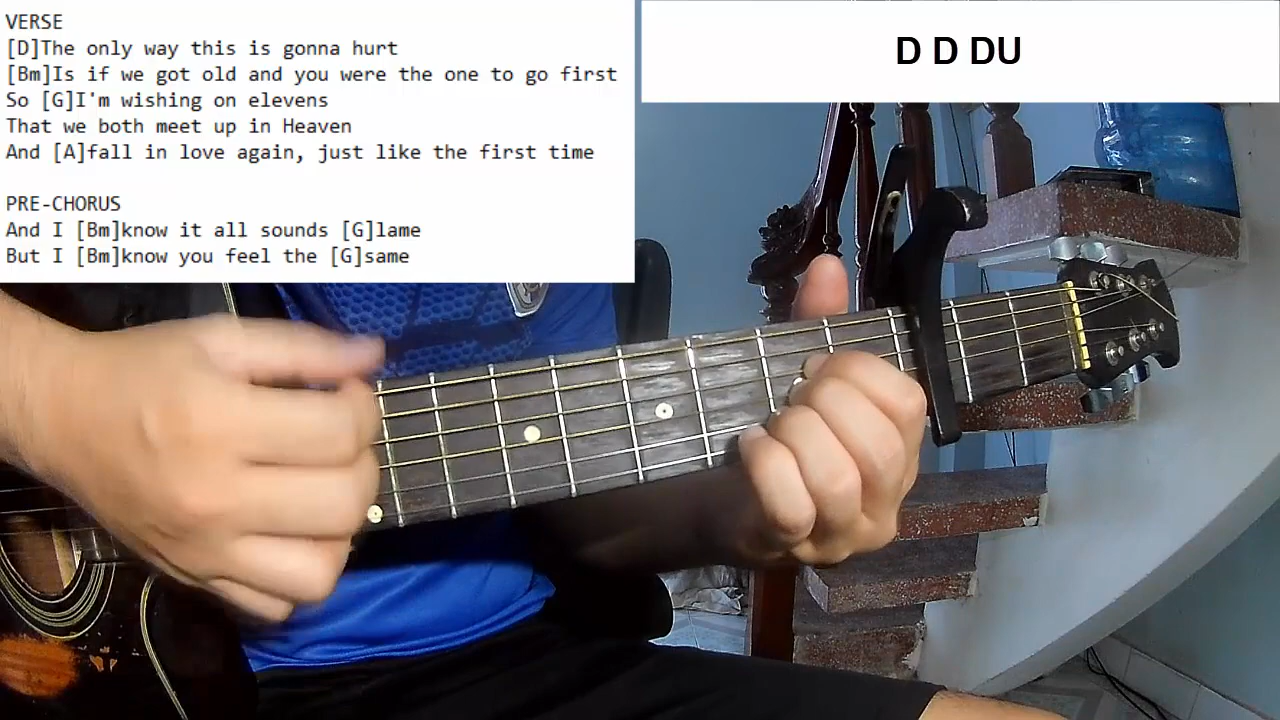 VERSE
[D]The only way this is gonna hurt
[Bm]Is if we got old and you were the one to go first
So [G]I'm wishing on elevens
That we both meet up in Heaven
And [A]fall in love again, just like the first time
PRE-CHORUS
And I [Bm]know it all sounds [G]lame
But I [Bm]know you feel the [G]same
D D DU